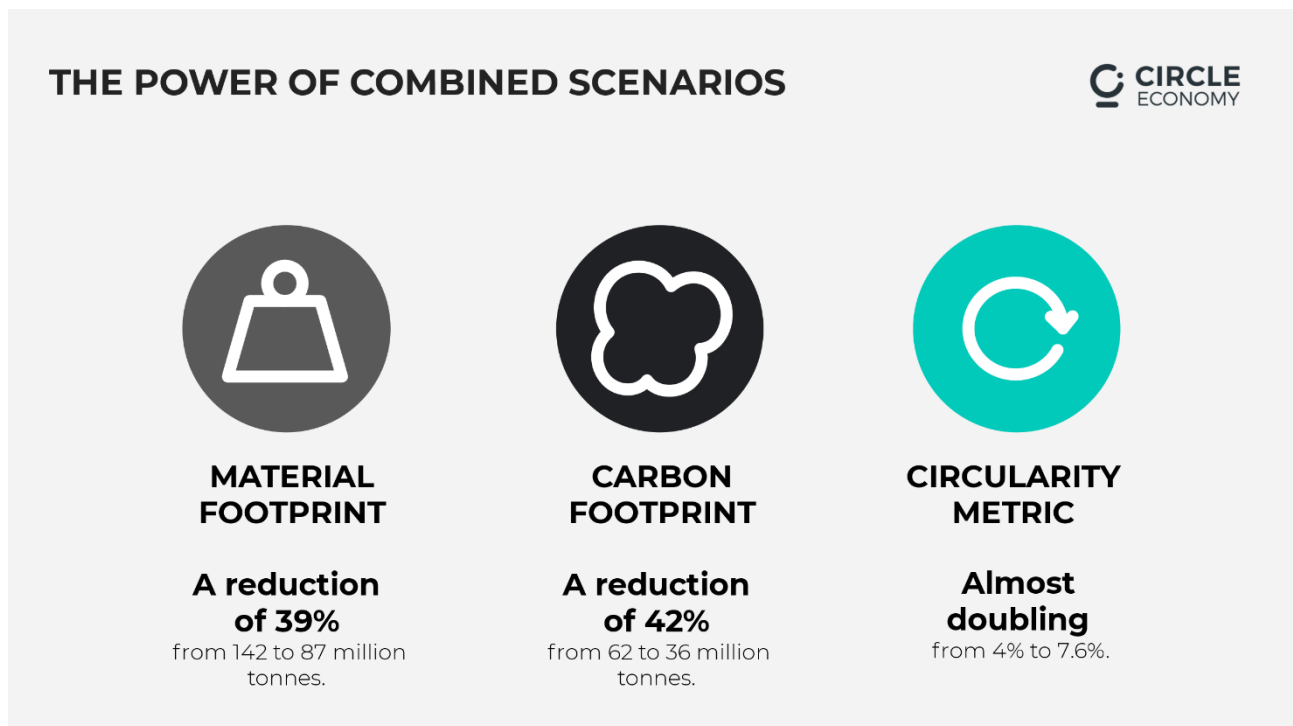 THE POWER OF COMBINED SCENARIOS
CIRCLE
ECONOMY
MATERIAL
FOOTPRINT
A reduction
of 39%
from 142 to 87 million
tonnes.
CARBON
FOOTPRINT
A reduction
of 42%
from 62 to 36 million
tonnes.
CIRCULARITY
METRIC
Almost
doubling
from 4% to 7.6%.